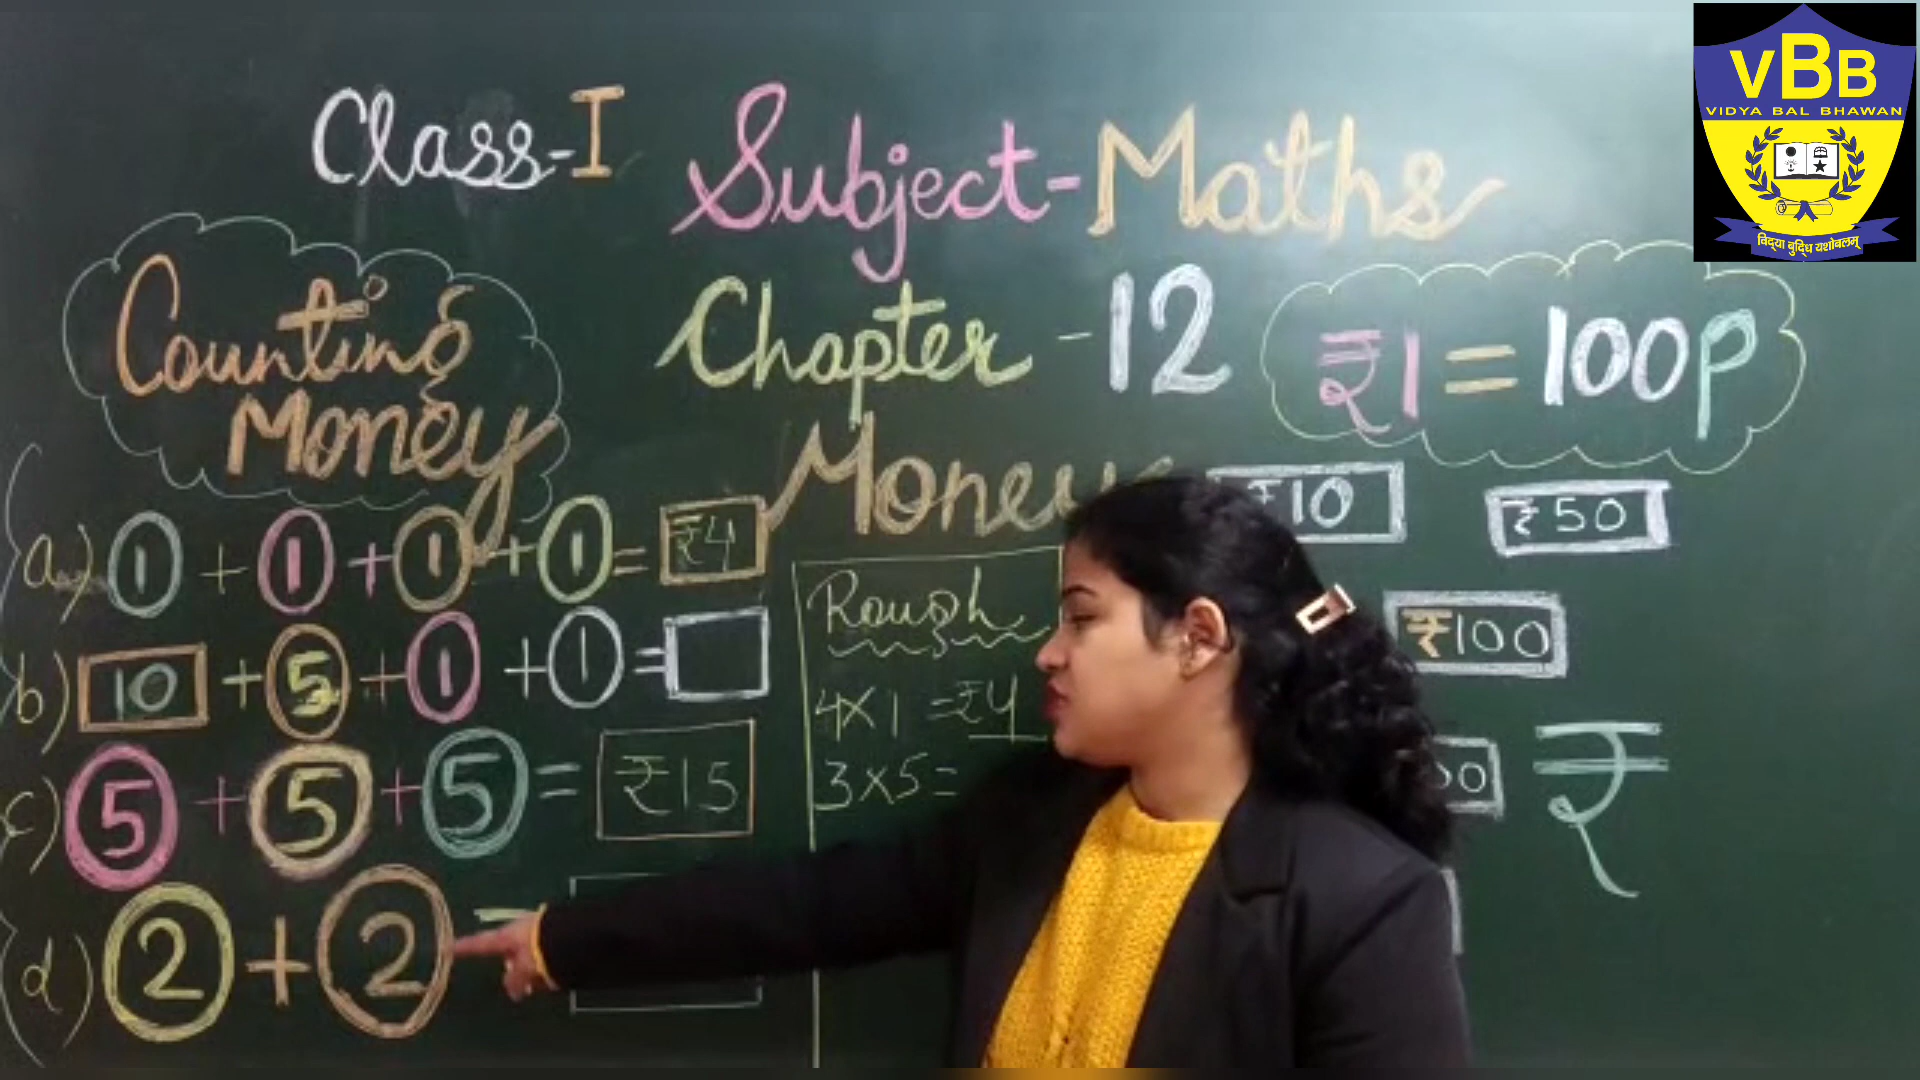 VBB
VIDYA BAL BHAWAN
विद्या बुद्धि यशोबलम्
Class-I Subject-Maths
Counting Money
Chapter-12
₹1 = 100P
Money
₹10
₹50
₹100
₹
a) 1 + 1 + 1 + 1 = ₹4
b) 10 + 5 + 1 + 1 =
c) 5 + 5 + 5 = ₹15
d) 2 + 2 =
Rough
4×1 = ₹4
3×5 =